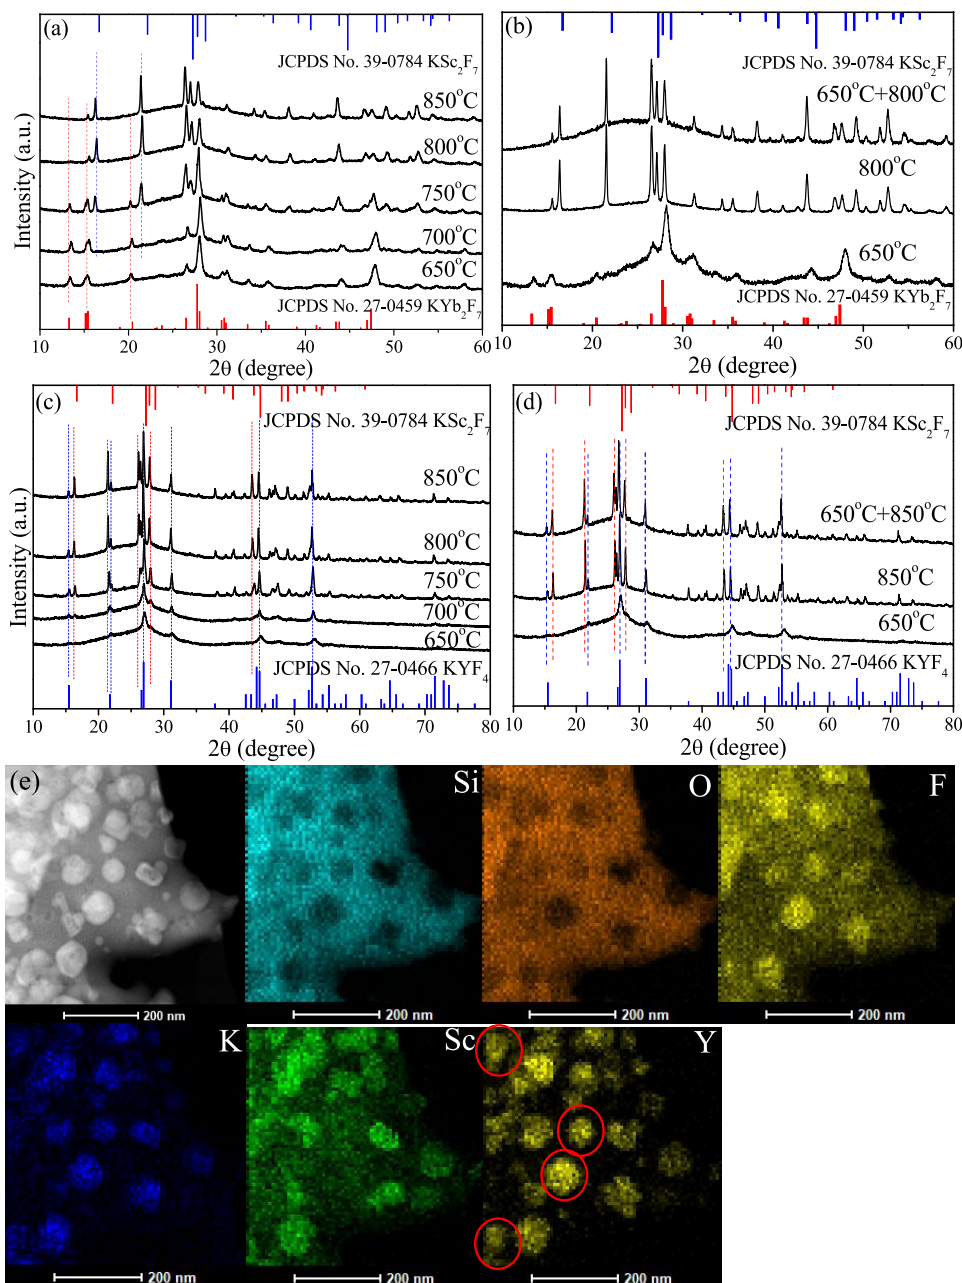 (a)
JCPDS No. 39-0784 KSc₂F₇
850°C
800°C
750°C
700°C
650°C
JCPDS No. 27-0459 KYb₂F₇
Intensity (a.u.)
10 20 30 40 50 60
2θ (degree)
(b)
JCPDS No. 39-0784 KSc₂F₇
650°C+800°C
800°C
650°C
JCPDS No. 27-0459 KYb₂F₇
10 20 30 40 50 60
2θ (degree)
(c)
JCPDS No. 39-0784 KSc₂F₇
850°C
800°C
750°C
700°C
650°C
JCPDS No. 27-0466 KYF₄
Intensity (a.u.)
10 20 30 40 50 60 70 80
2θ (degree)
(d)
JCPDS No. 39-0784 KSc₂F₇
650°C+850°C
850°C
650°C
JCPDS No. 27-0466 KYF₄
10 20 30 40 50 60 70 80
2θ (degree)
(e)
200 nm
Si
200 nm
O
200 nm
F
200 nm
K
200 nm
Sc
200 nm
Y
200 nm